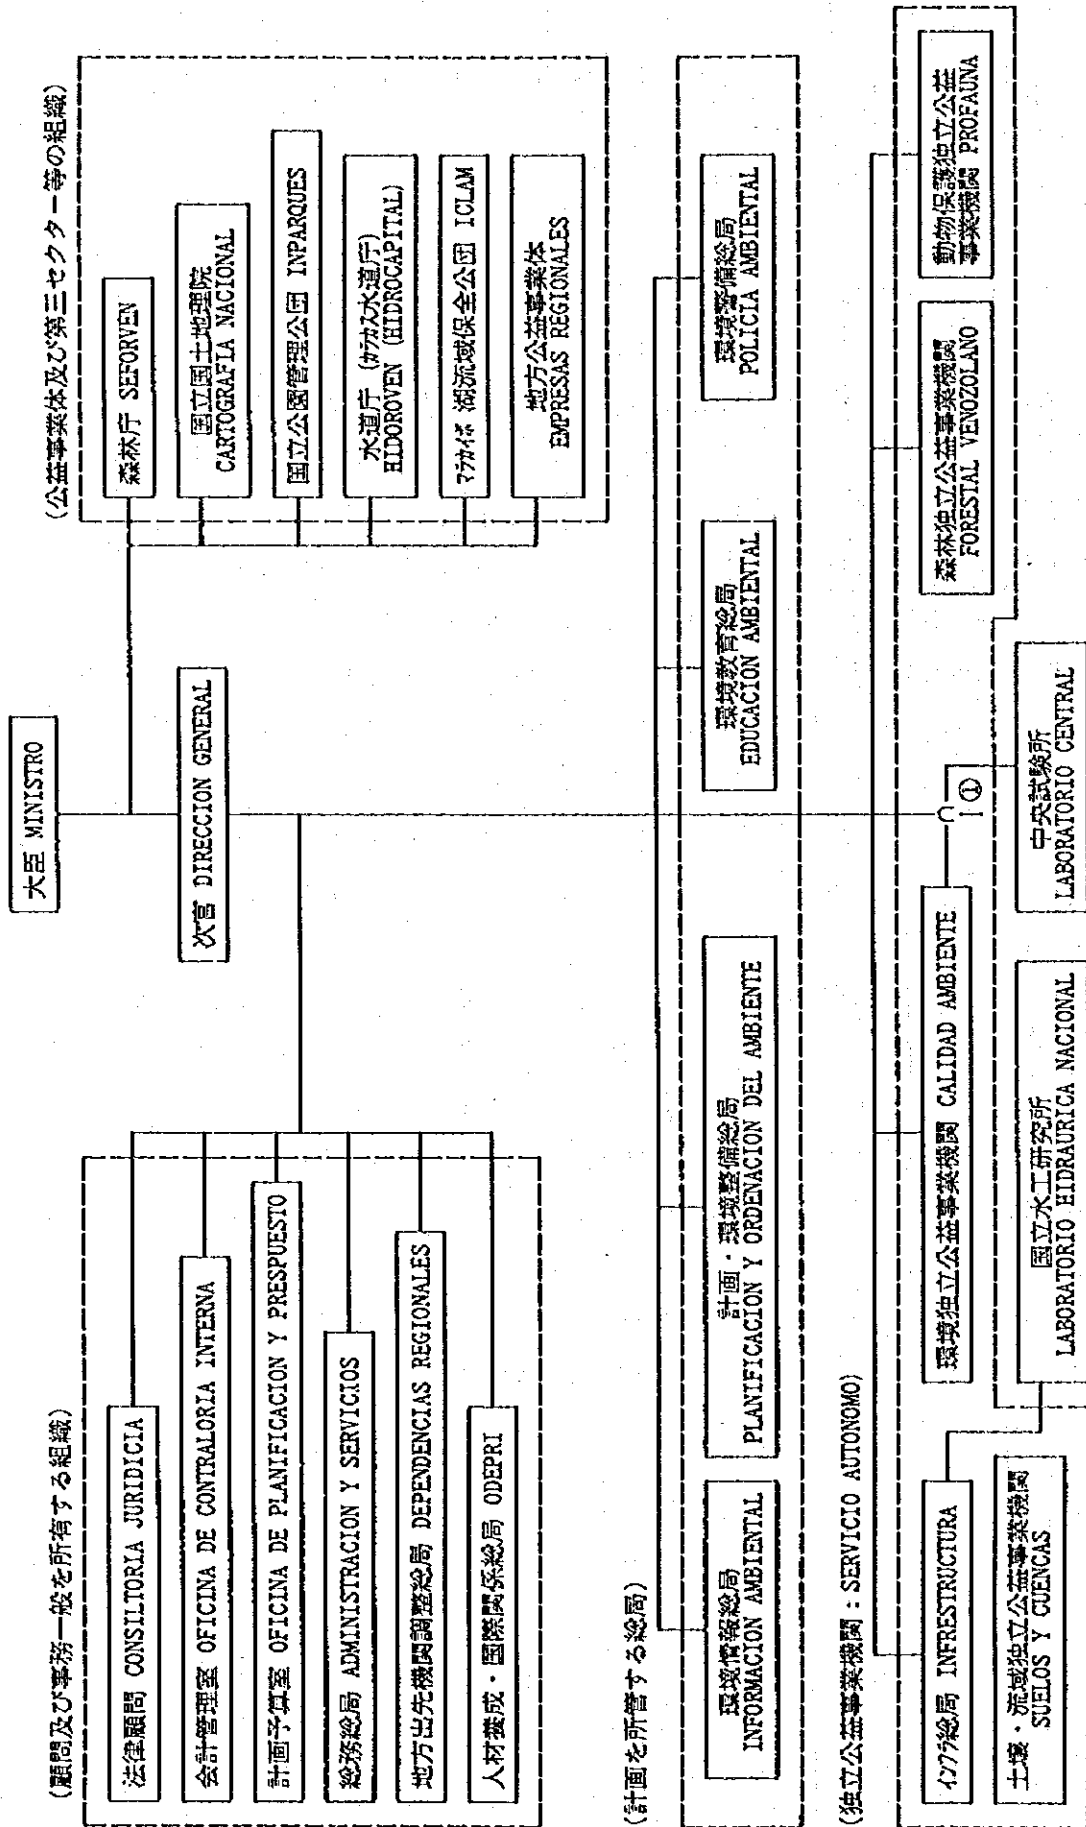 大臣 MINISTRO
次官 DIRECCION GENERAL
(顧問及び事務一般を所有する組織)
法律顧問 CONSILTORIA JURIDICIA
会計管理室 OFICINA DE CONTRALORIA INTERNA
計画予算室 OFICINA DE PLANIFICACION Y PRESPUESTO
総務総局 ADMINISTRACION Y SERVICIOS
地方出先機関調整総局 DEPENDENCIAS REGIONALES
人材養成・国際関係総局 ODEPRI
(公益事業体及び第三セクター等の組織)
森林庁 SEFORVEN
国立国土地理院
CARTOGRAFIA NACIONAL
国立公園管理公団 INPARQUES
水道庁 (カラカス水道庁)
HIDOROVEN (HIDROCAPITAL)
マラカイボ 湖流域保全公団 ICLAM
地方公益事業体
EMPRESAS REGIONALES
(計画を所管する総局)
環境情報総局
INFORMACION AMBIENTAL
計画・環境整備総局
PLANIFICACION Y ORDENACION DEL AMBIENTE
環境教育総局
EDUCACION AMBIENTAL
環境警備総局
POLICIA AMBIENTAL
(独立公益事業機関：SERVICIO AUTONOMO)
インフラ総局 INFRESTRUCTURA
土壌・流域独立公益事業機関
SUELOS Y CUENCAS
環境独立公益事業機関 CALIDAD AMBIENTE
森林独立公益事業機関
FORESTAL VENOZOLANO
動物保護独立公益
事業機関 PROFAUNA
①
国立水工研究所
LABORATORIO HIDRAURICA NACIONAL
中央試験所
LABORATORIO CENTRAL